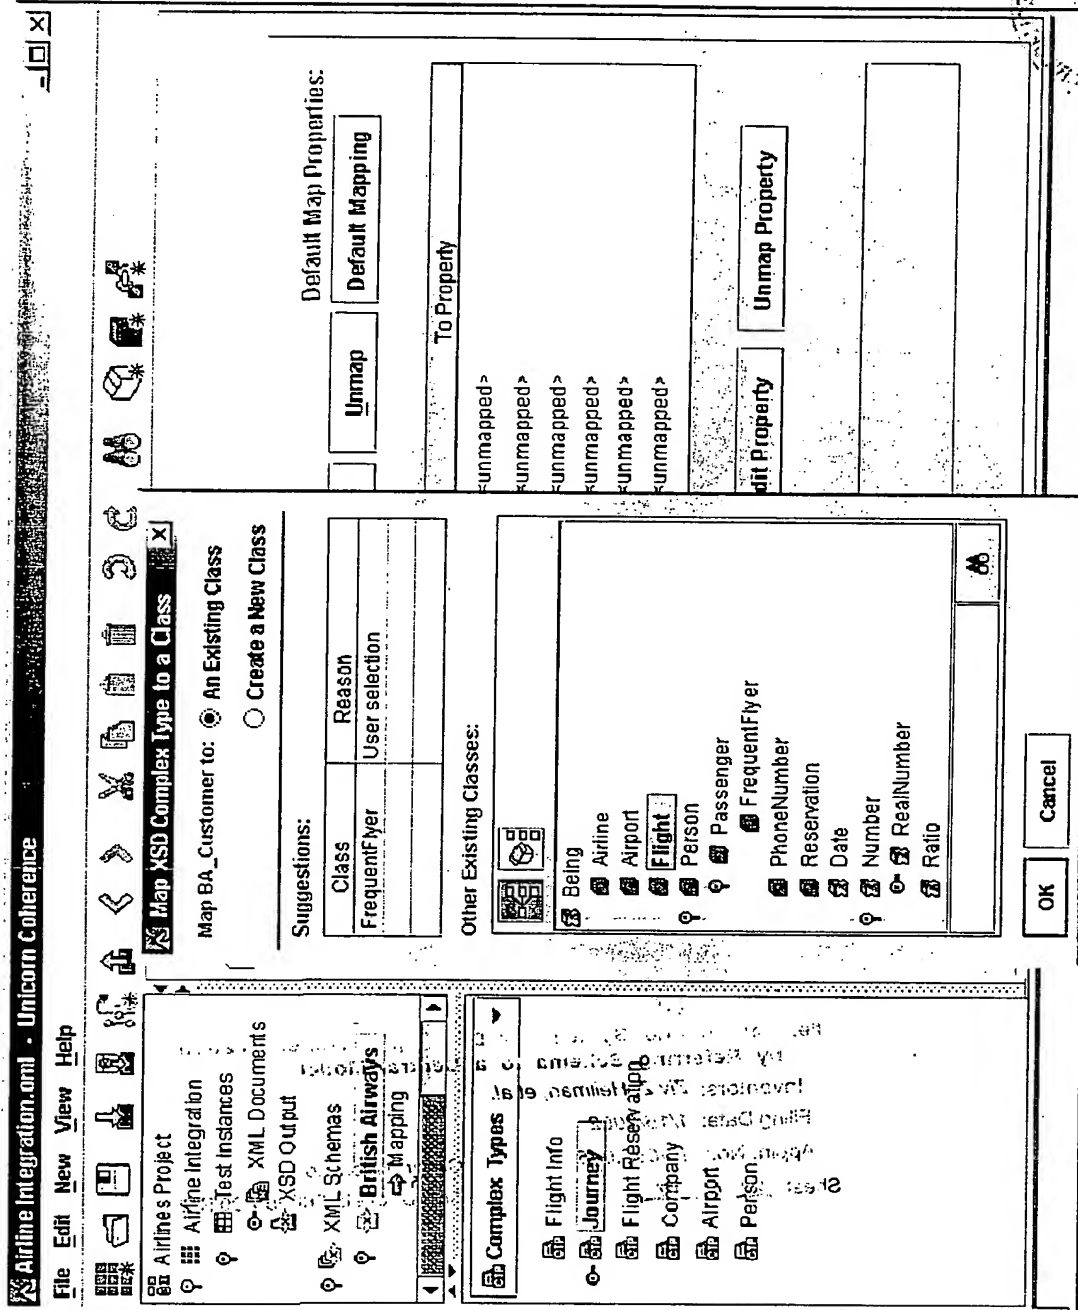 Airline Integration.oml - Unicorn Coherence
File Edit New View Help
Airlines Project
Airline Integration
Test Instances
XML Documents
XSD Output
XML Schemas
British Airways
Mapping
Complex Types
Flight Info
Journey
Flight Reservation
Company
Airport
Person
Map XSD Complex Type to a Class
Map BA_Customer to: An Existing Class
Create a New Class
Suggestions:
Class Reason
FrequentFlyer User selection
Other Existing Classes:
Being
Airline
Airport
Flight
Person
Passenger
FrequentFlyer
PhoneNumber
Reservation
Date
Number
RealNumber
Ratio
OK Cancel
Default Map Properties:
Unmap Default Mapping
To Property
<unmapped>
<unmapped>
<unmapped>
<unmapped>
<unmapped>
<unmapped>
dit Property Unmap Property